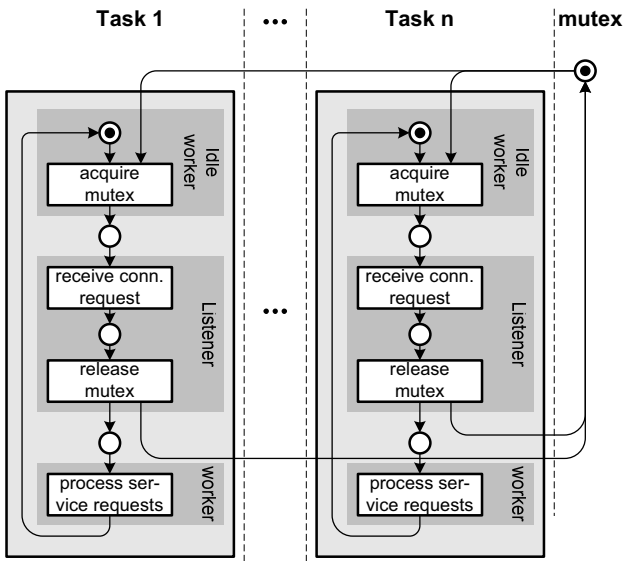 Task 1
...
Task n
mutex
Idle
worker
acquire
mutex
receive conn.
request
Listener
release
mutex
worker
process ser-
vice requests
...
Idle
worker
acquire
mutex
receive conn.
request
Listener
release
mutex
worker
process ser-
vice requests